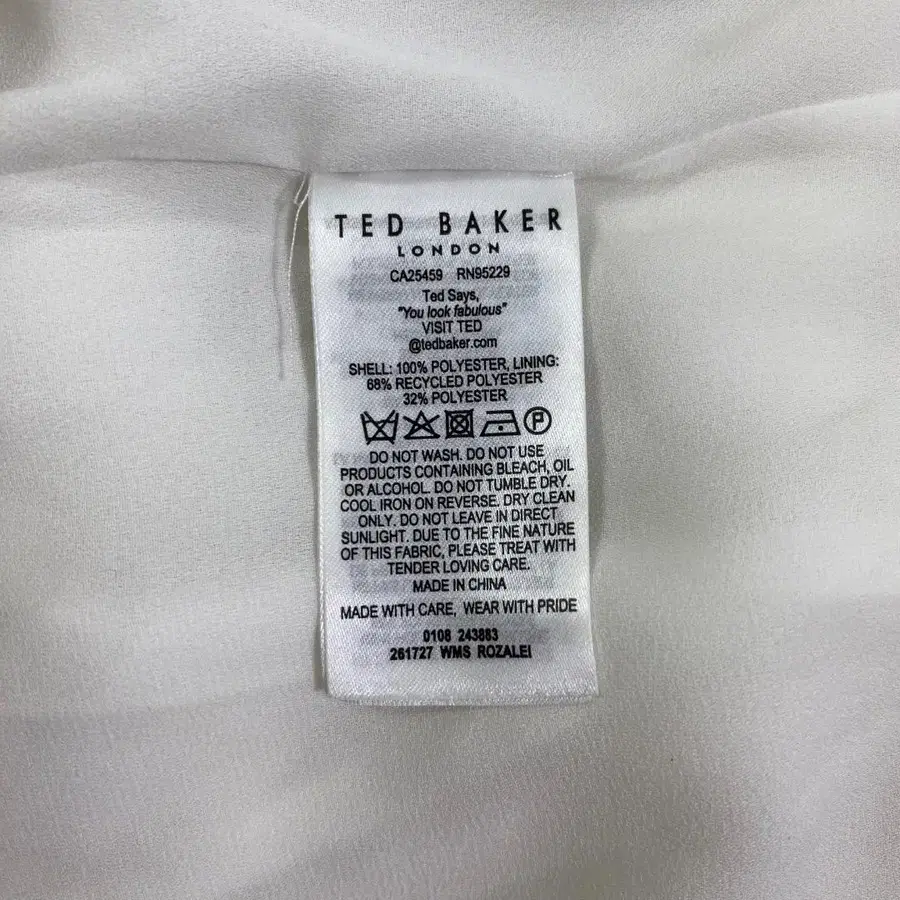 TED BAKER
LONDON
CA25459 RN95229
Ted Says,
"You look fabulous"
VISIT TED
@tedbaker.com
SHELL: 100% POLYESTER, LINING:
68% RECYCLED POLYESTER
32% POLYESTER
P
DO NOT WASH. DO NOT USE
PRODUCTS CONTAINING BLEACH, OIL
OR ALCOHOL. DO NOT TUMBLE DRY.
COOL IRON ON REVERSE. DRY CLEAN
ONLY. DO NOT LEAVE IN DIRECT
SUNLIGHT. DUE TO THE FINE NATURE
OF THIS FABRIC, PLEASE TREAT WITH
TENDER LOVING CARE.
MADE IN CHINA
MADE WITH CARE, WEAR WITH PRIDE
0108 243883
261727 WMS ROZALEI